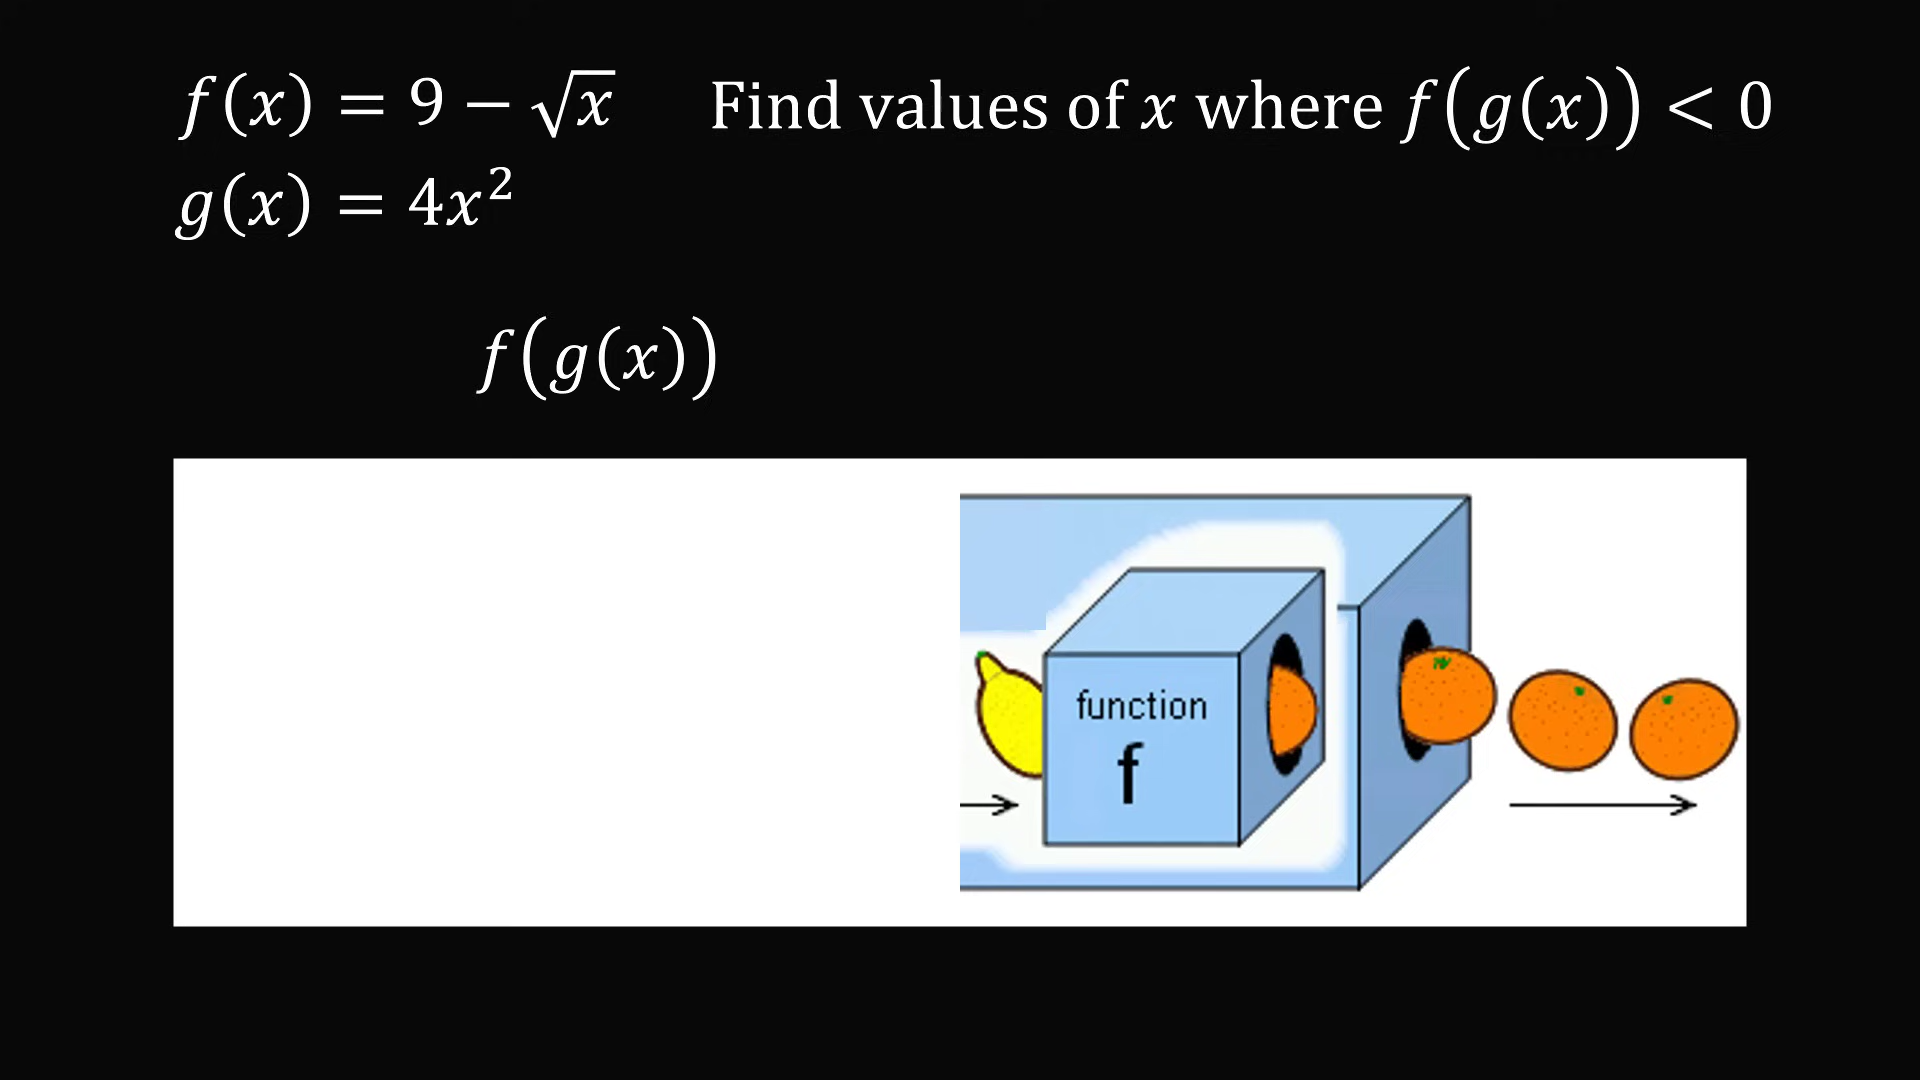 f(x) = 9 − √x Find values of x where f(g(x)) < 0
g(x) = 4x²
f(g(x))
function
f